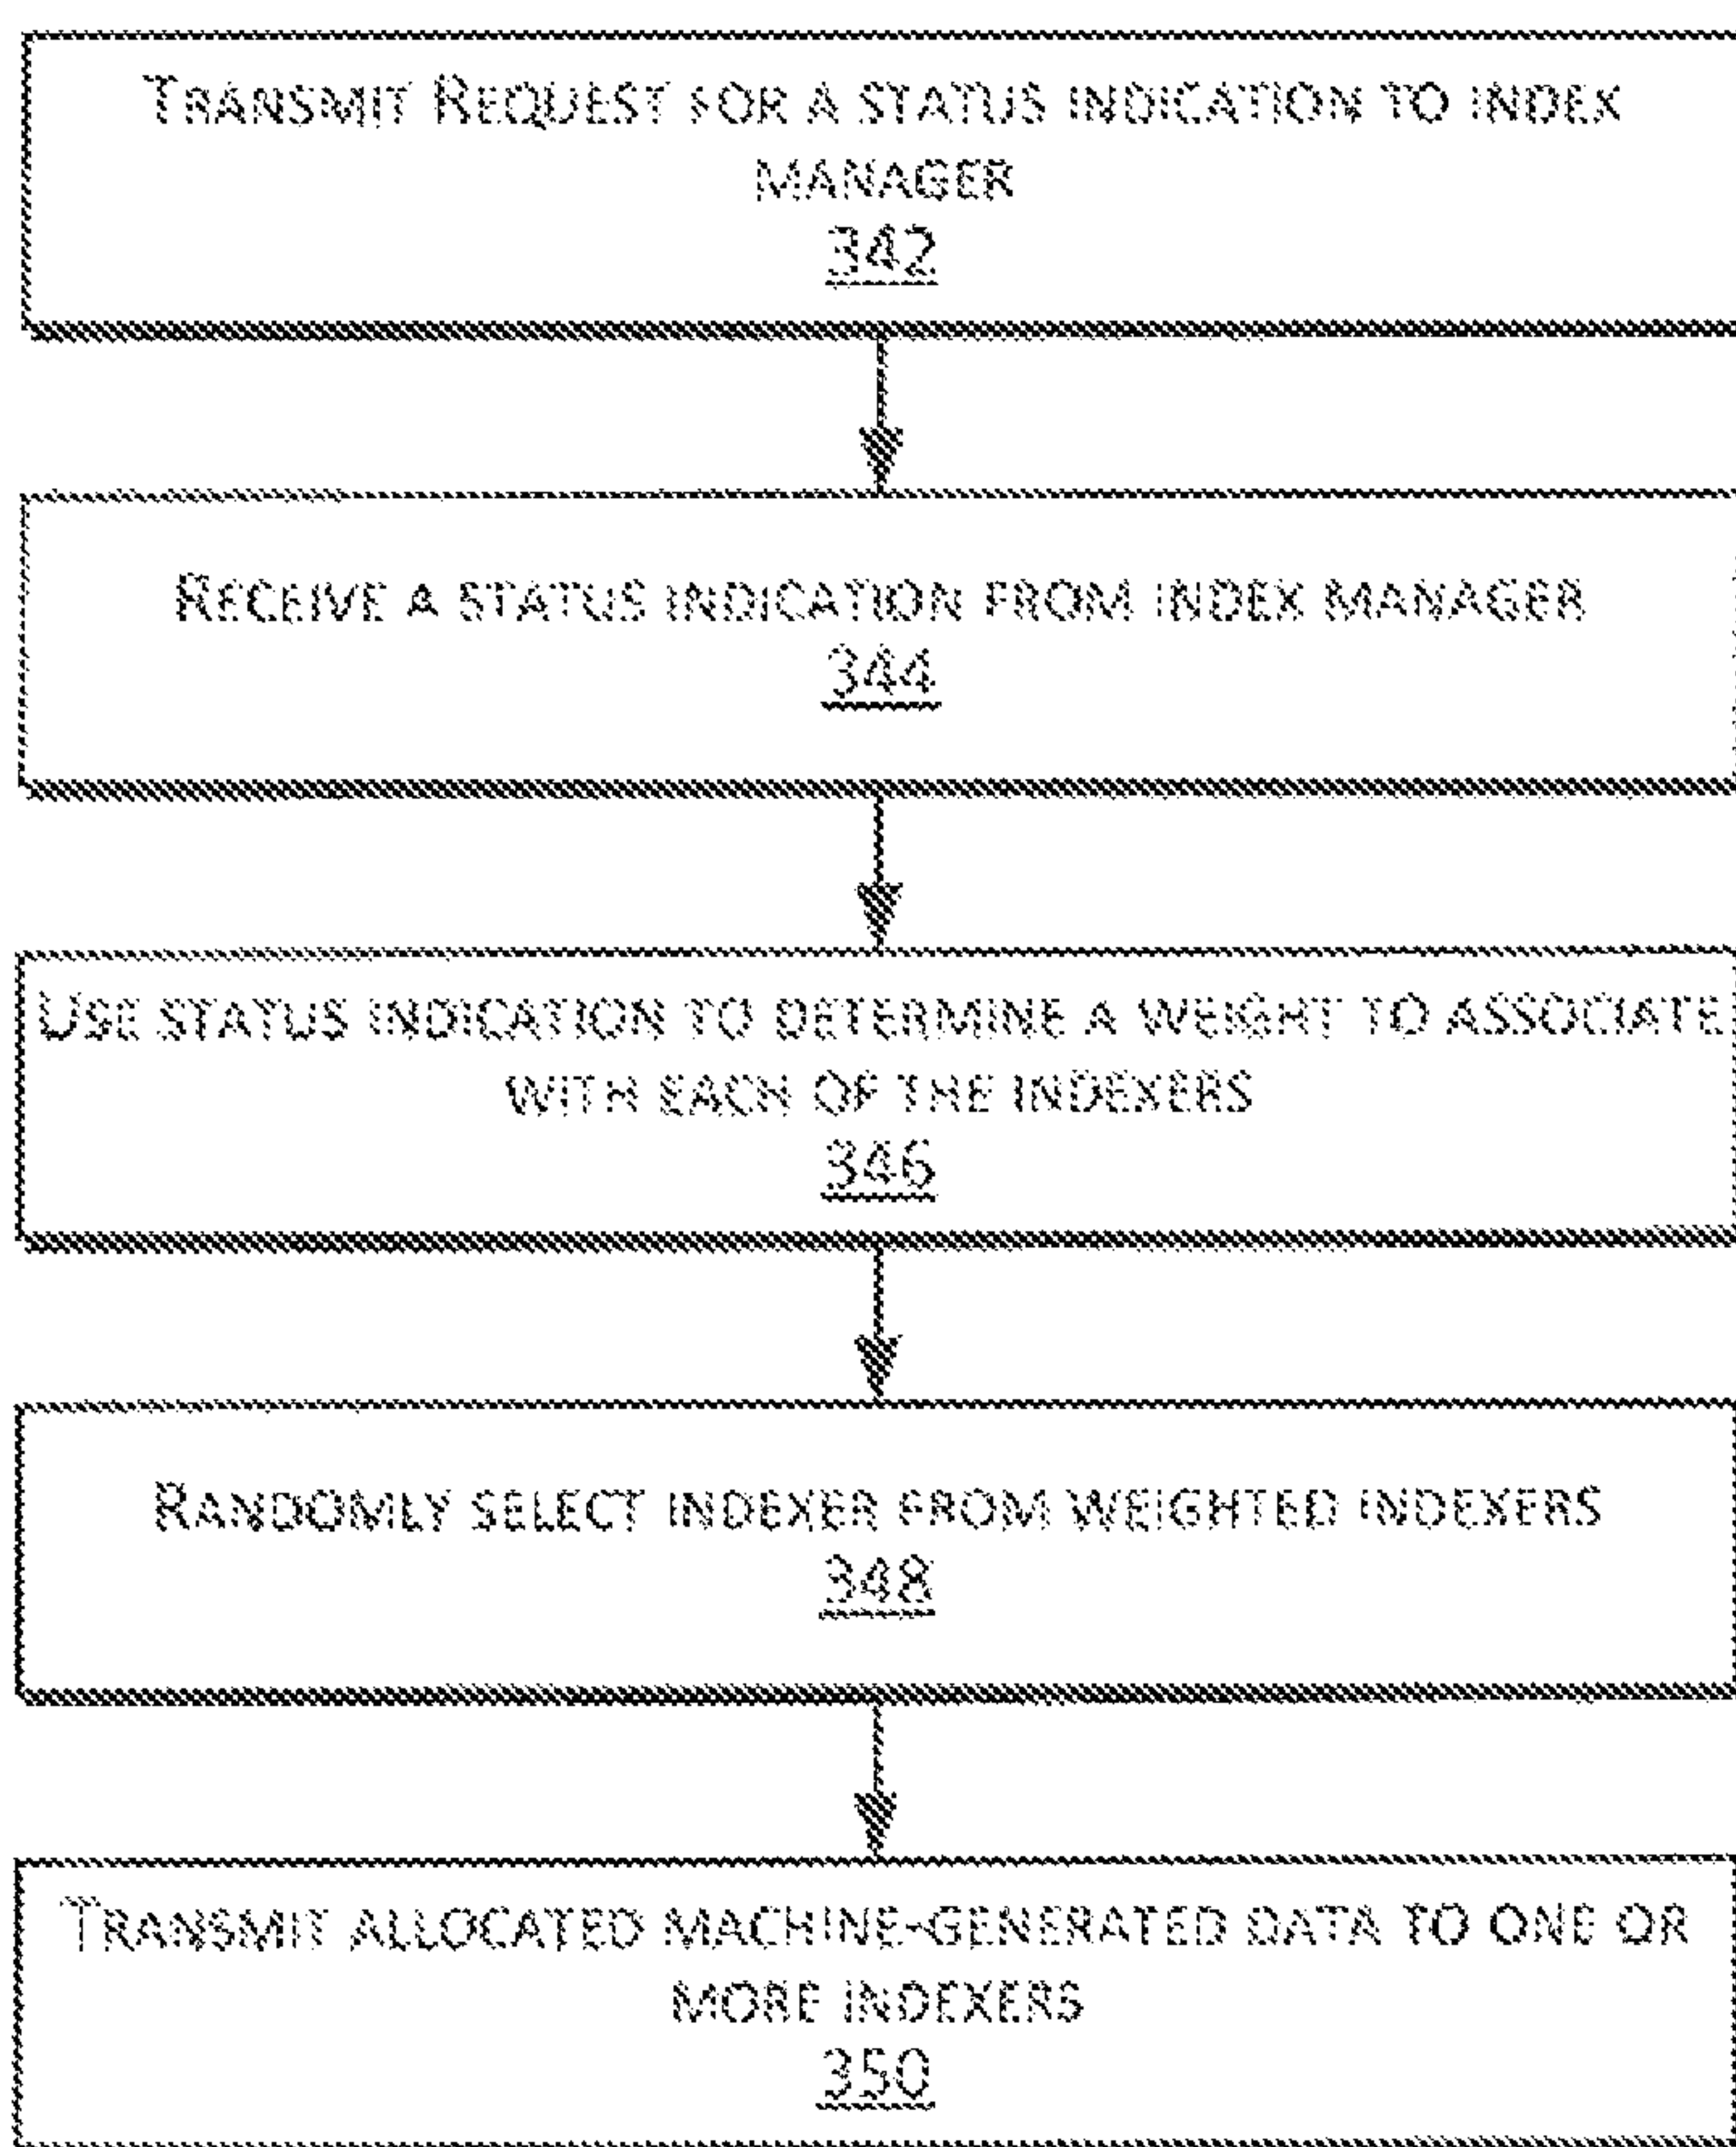 TRANSMIT REQUEST FOR A STATUS INDICATION TO INDEX
MANAGER
342
RECEIVE A STATUS INDICATION FROM INDEX MANAGER
344
USE STATUS INDICATION TO DETERMINE A WEIGHT TO ASSOCIATE
WITH EACH OF THE INDEXERS
346
RANDOMLY SELECT INDEXER FROM WEIGHTED INDEXERS
348
TRANSMIT ALLOCATED MACHINE-GENERATED DATA TO ONE OR
MORE INDEXERS
350